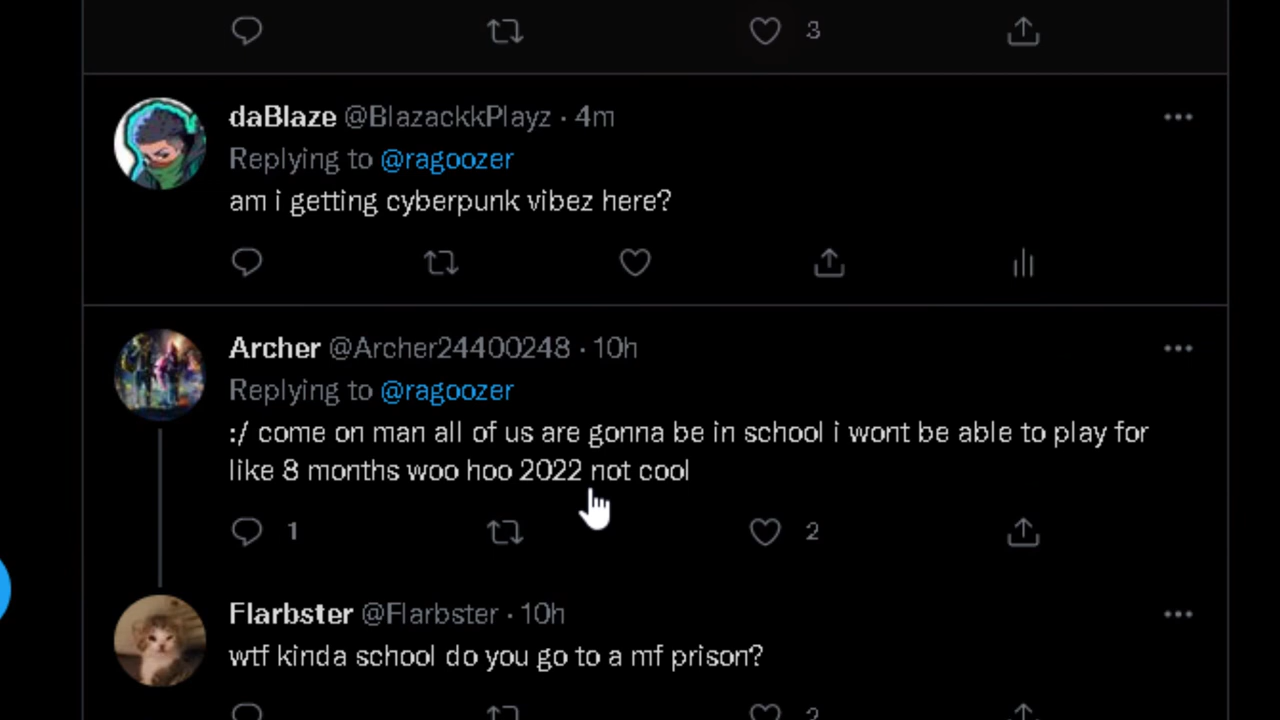 3
daBlaze @BlazackkPlayz · 4m
Replying to @ragoozer
am i getting cyberpunk vibez here?
Archer @Archer24400248 · 10h
Replying to @ragoozer
:/ come on man all of us are gonna be in school i wont be able to play for
like 8 months woo hoo 2022 not cool
1 2
Flarbster @Flarbster · 10h
wtf kinda school do you go to a mf prison?
2